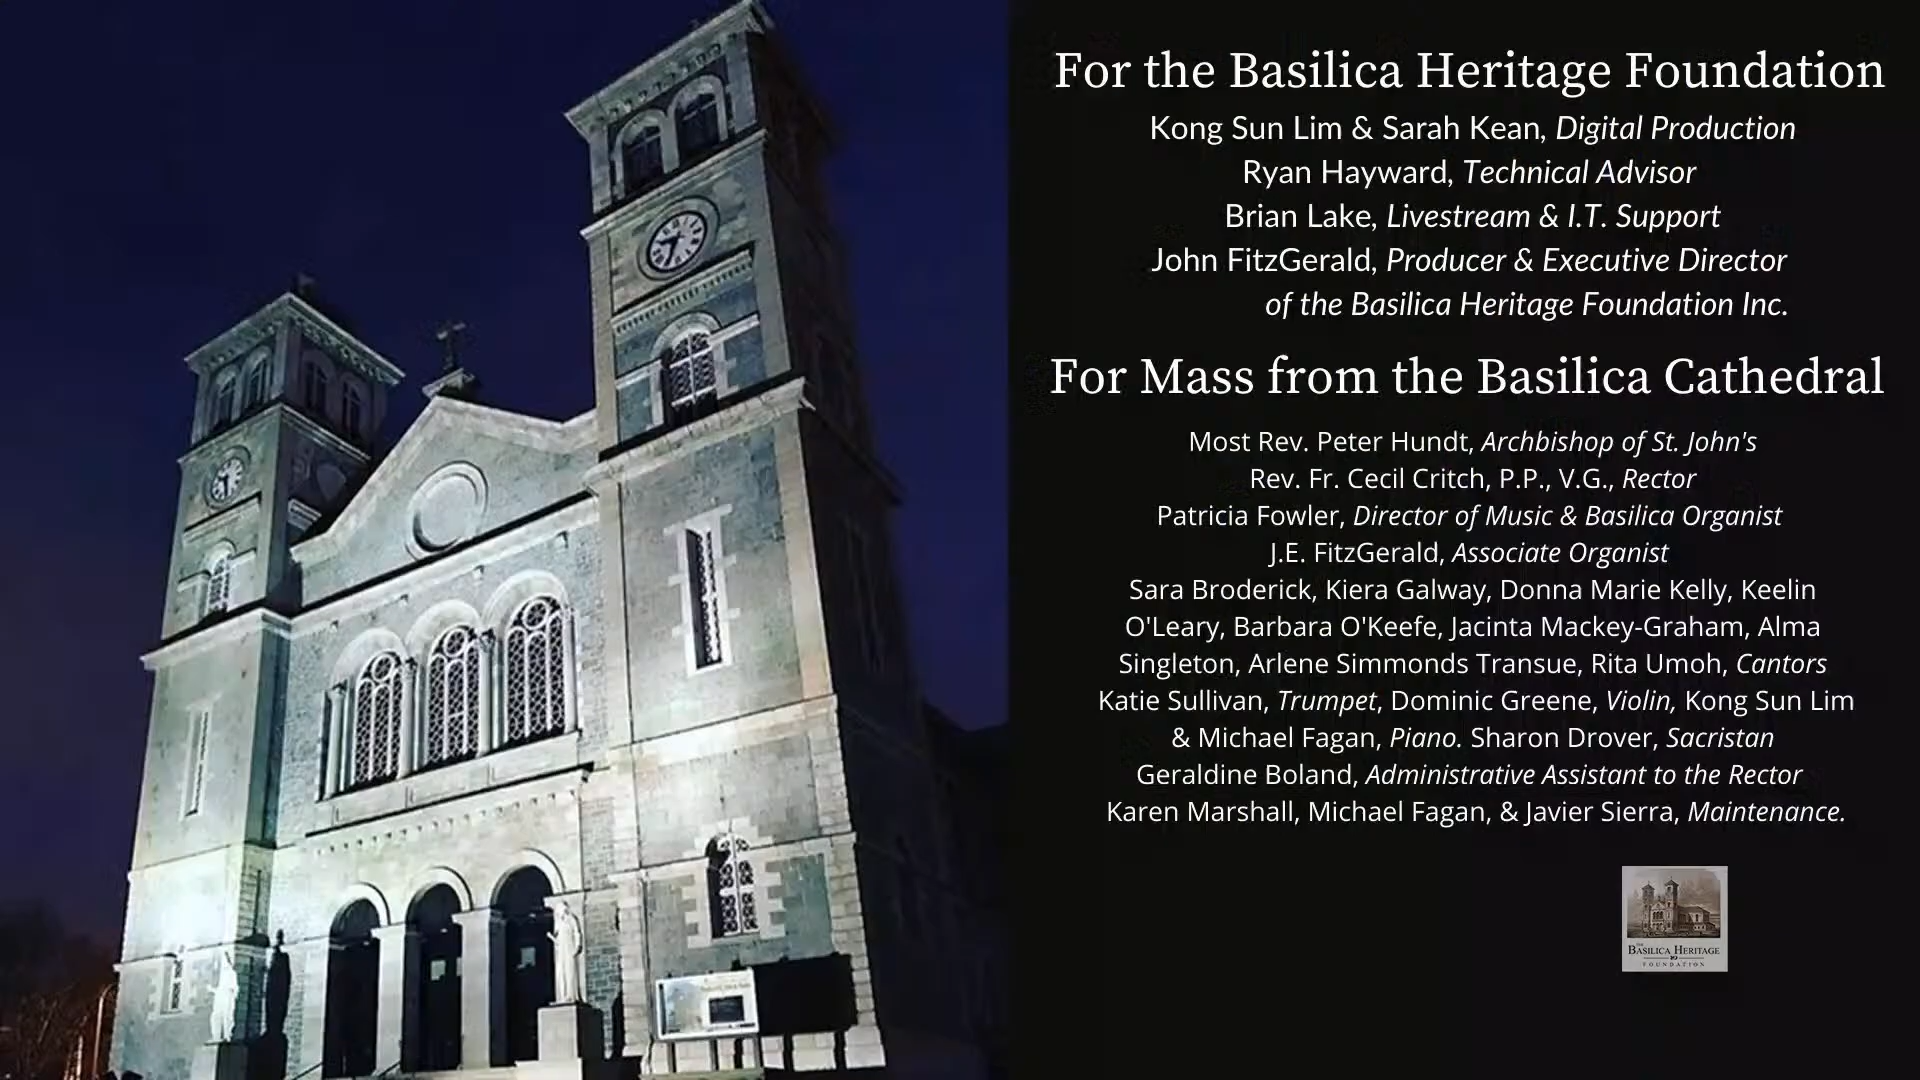 For the Basilica Heritage Foundation
Kong Sun Lim & Sarah Kean, Digital Production
Ryan Hayward, Technical Advisor
Brian Lake, Livestream & I.T. Support
John FitzGerald, Producer & Executive Director
of the Basilica Heritage Foundation Inc.
For Mass from the Basilica Cathedral
Most Rev. Peter Hundt, Archbishop of St. John's
Rev. Fr. Cecil Critch, P.P., V.G., Rector
Patricia Fowler, Director of Music & Basilica Organist
J.E. FitzGerald, Associate Organist
Sara Broderick, Kiera Galway, Donna Marie Kelly, Keelin
O'Leary, Barbara O'Keefe, Jacinta Mackey-Graham, Alma
Singleton, Arlene Simmonds Transue, Rita Umoh, Cantors
Katie Sullivan, Trumpet, Dominic Greene, Violin, Kong Sun Lim
& Michael Fagan, Piano. Sharon Drover, Sacristan
Geraldine Boland, Administrative Assistant to the Rector
Karen Marshall, Michael Fagan, & Javier Sierra, Maintenance.
THE
BASILICA HERITAGE
FOUNDATION